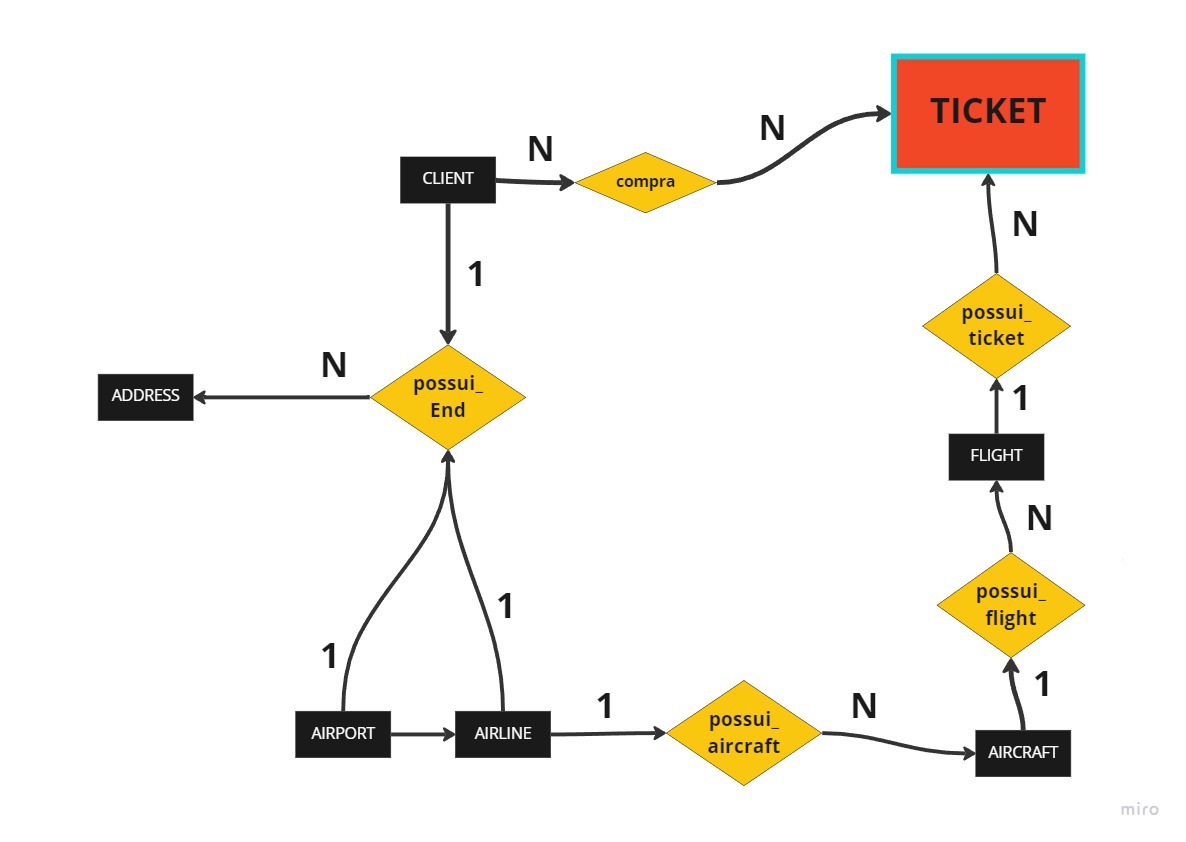 TICKET
N
N
CLIENT
compra
N
1
possui_
ticket
N
possui_
End
ADDRESS
1
FLIGHT
N
possui_
flight
1
1
1
AIRPORT
AIRLINE
1
possui_
aircraft
N
AIRCRAFT
miro